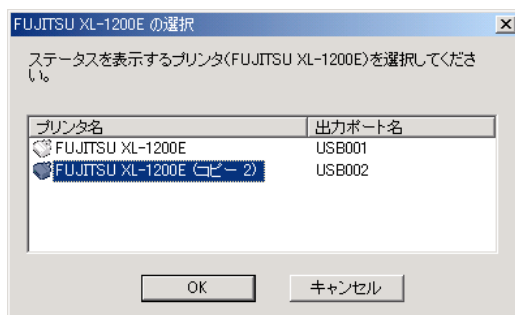 FUJITSU XL-1200E の選択
ステータスを表示するプリンタ(FUJITSU XL-1200E)を選択してくださ
い。
プリンタ名 出力ポート名
FUJITSU XL-1200E USB001
FUJITSU XL-1200E (コピー 2) USB002
OK キャンセル